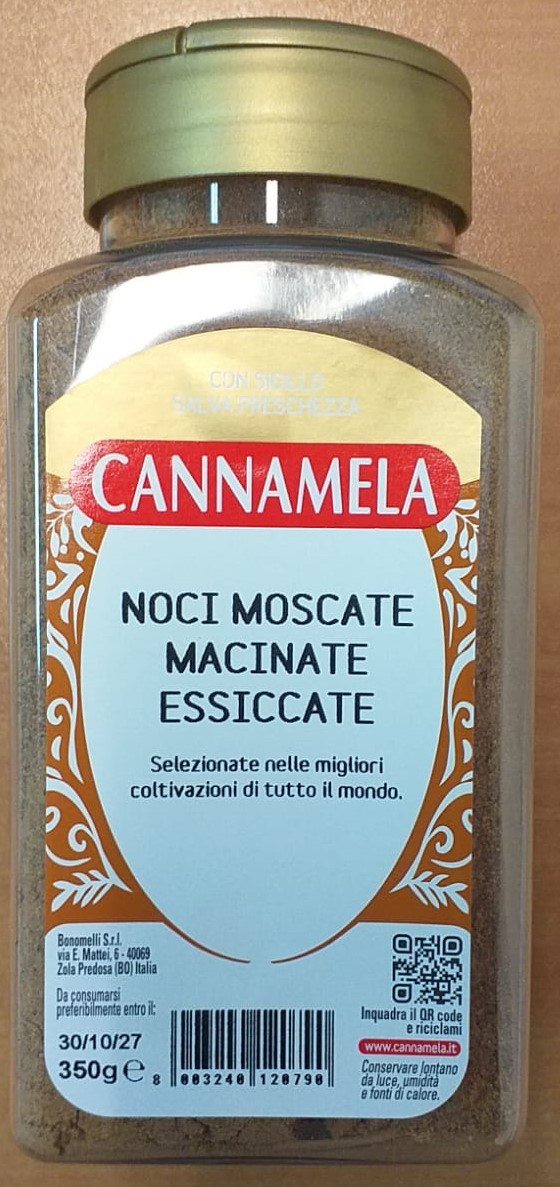 CON SIGILLO
SALVA FRESCHEZZA
CANNAMELA
NOCI MOSCATE
MACINATE
ESSICCATE
Selezionate nelle migliori
coltivazioni di tutto il mondo.
Bonomelli S.r.l.
via E. Mattei, 6 - 40069
Zola Predosa (BO) Italia
Da consumarsi
preferibilmente entro il:
30/10/27
350g e
8 003240 120790
Inquadra il QR code
e riciclami
www.cannamela.it
Conservare lontano
da luce, umidità
e fonti di calore.